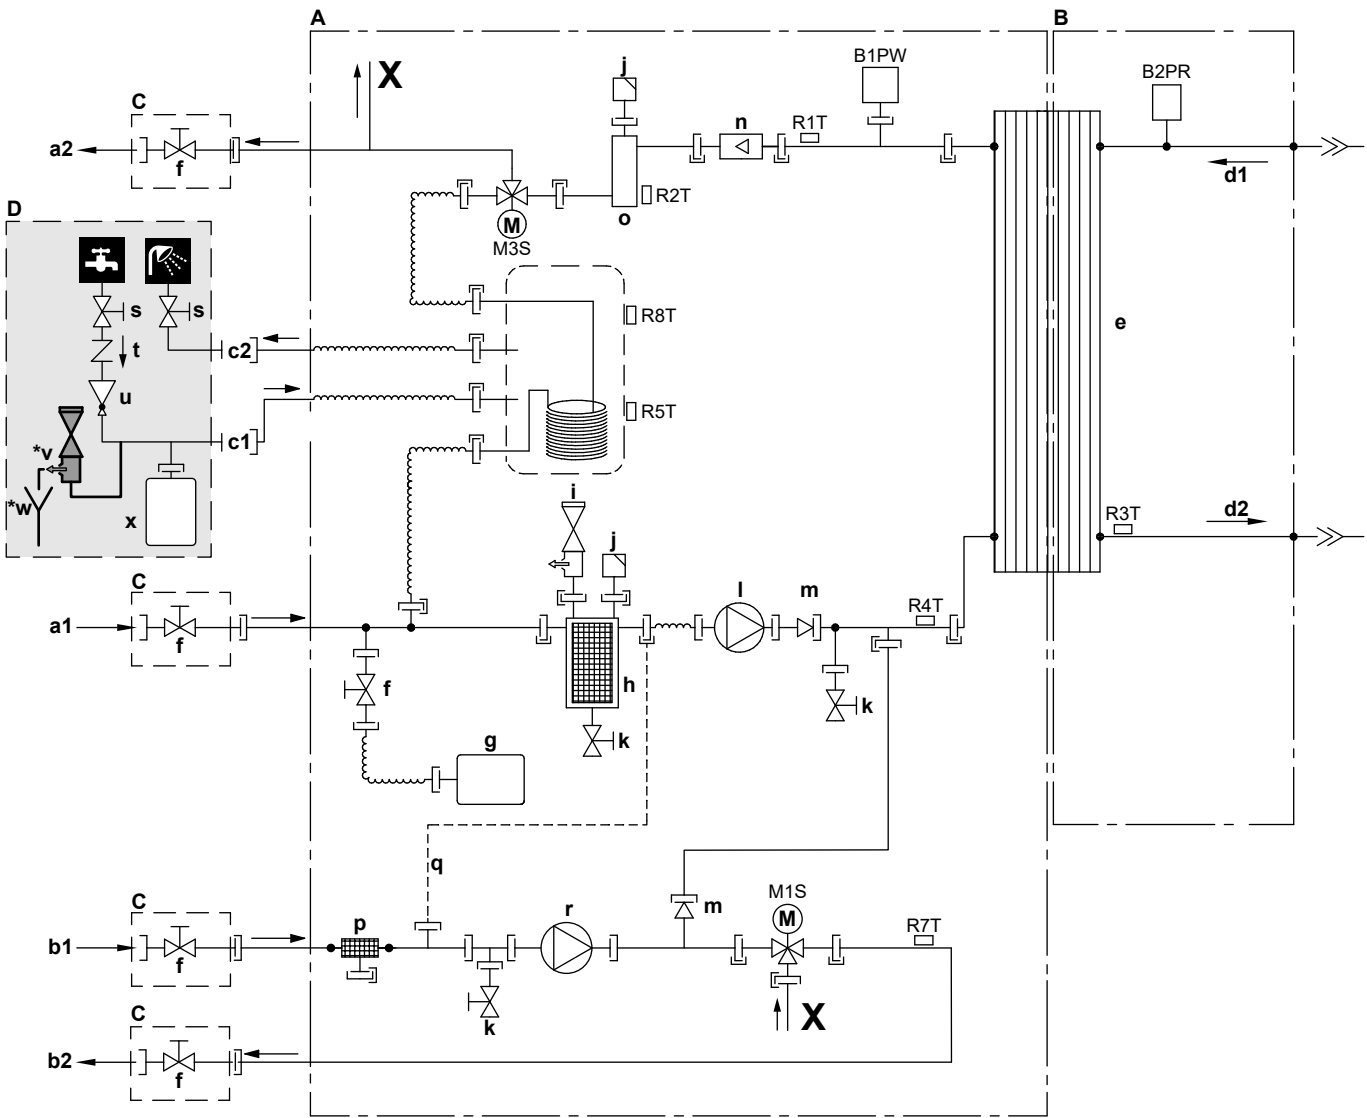 A
B
X
j
B1PW
B2PR
C
n
R1T
a2
f
d1
D
R2T
o
M
M3S
s
s
R8T
e
c2
t
u
R5T
c1
*v
i
*w
x
j
d2
R3T
C
l
m
a1
R4T
f
f
h
k
k
g
q
M1S
C
r
m
M
p
R7T
b1
f
X
C
k
b2
f